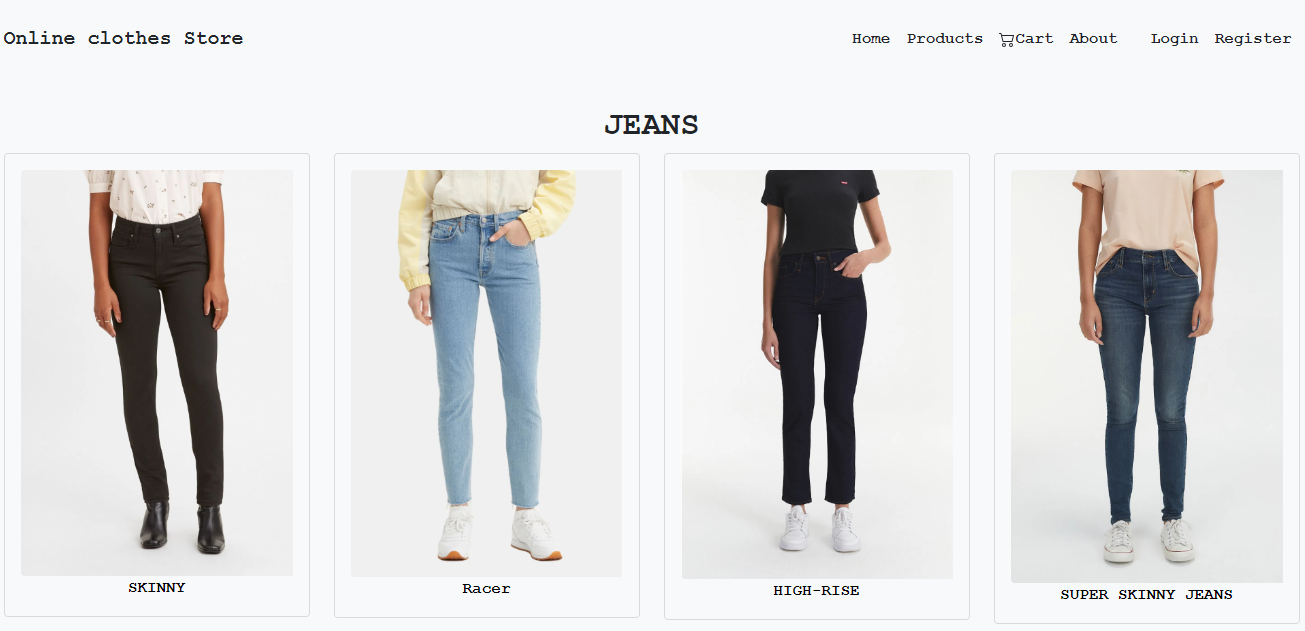 Online clothes Store
Home Products Cart About Login Register
JEANS
SKINNY
Racer
HIGH-RISE
SUPER SKINNY JEANS